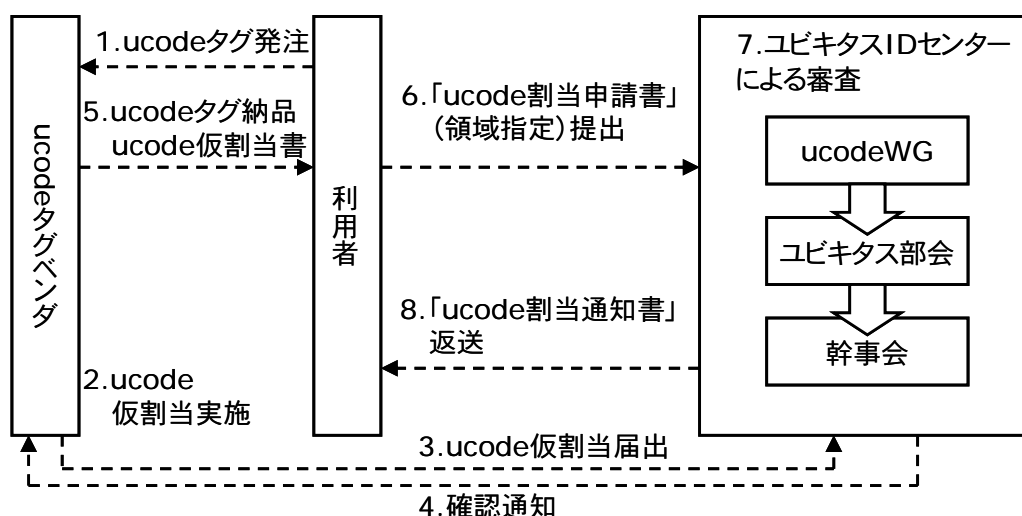 1.ucodeタグ発注
5.ucodeタグ納品
ucode仮割当書
ucodeタグベンダ
2.ucode
仮割当実施
利用者
6.「ucode割当申請書」
(領域指定)提出
8.「ucode割当通知書」
返送
7.ユビキタスIDセンター
による審査
ucodeWG
ユビキタス部会
幹事会
3.ucode仮割当届出
4.確認通知